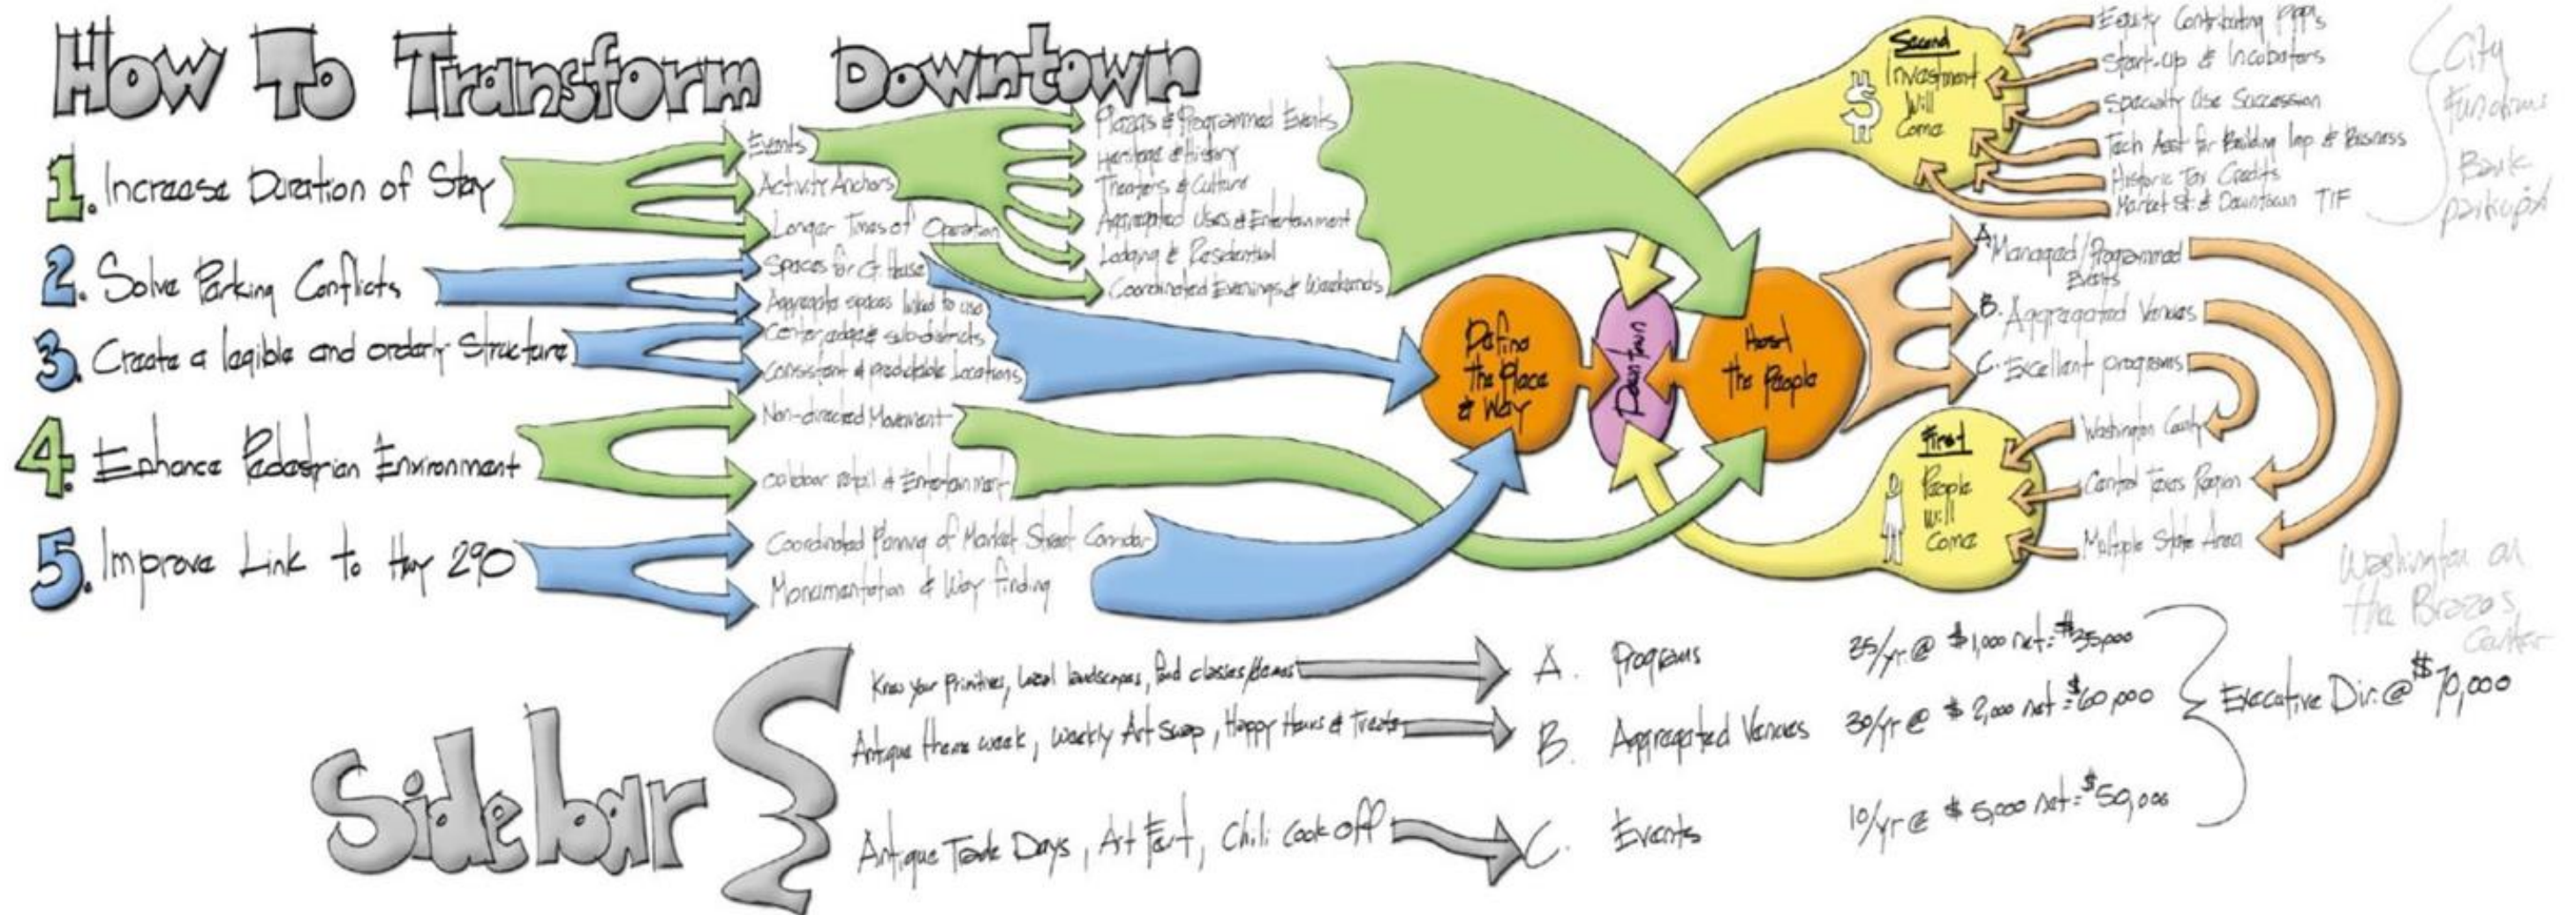 How To Transform Downtown
1. Increase Duration of Stay
Events
Activity Anchors
Longer Times of Operation
Plazas & Programmed Events
Heritage & History
Theaters & Culture
Aggregated Uses & Entertainment
Lodging & Residential
Coordinated Evenings & Weekends
2. Solve Parking Conflicts
Spaces for Ct. House
Aggregate spaces linked to use
3. Create a legible and orderly Structure
Center, edge & sub-districts
Consistent & predictable Locations
4. Enhance Pedestrian Environment
Non-directed Movement
Outdoor retail & Entertainment
5. Improve Link to Hwy 290
Coordinated Planning of Market Street Corridor
Monumentation & Way finding
Define
the Place
& Way
Downtown
Host
the People
Second
Investment
Will
Come
$
Equity Contributing
Start-up & Incubators
Specialty Use Succession
Tech Asst for Building Imp & Business
Historic Tax Credits
Market St. & Downtown TIF
City
Functions
Bank
A. Managed/Programmed
Events
B. Aggregated Venues
C. Excellent programs
First
People
Will
Come
Washington County
Central Texas Region
Multiple State Area
Washington on
the Brazos
Center
Sidebar
Know your Primitives, Local landscapes, Paid classes/demos
A. Programs
35/yr @ $1,000 net = $35,000
Antique theme week, Weekly Art Swap, Happy Hours & Treats
B. Aggregated Venues
30/yr @ $2,000 net = $60,000
Executive Dir. @ $70,000
Antique Trade Days, Art Fest, Chili Cook off
C. Events
10/yr @ $5,000 net = $50,000